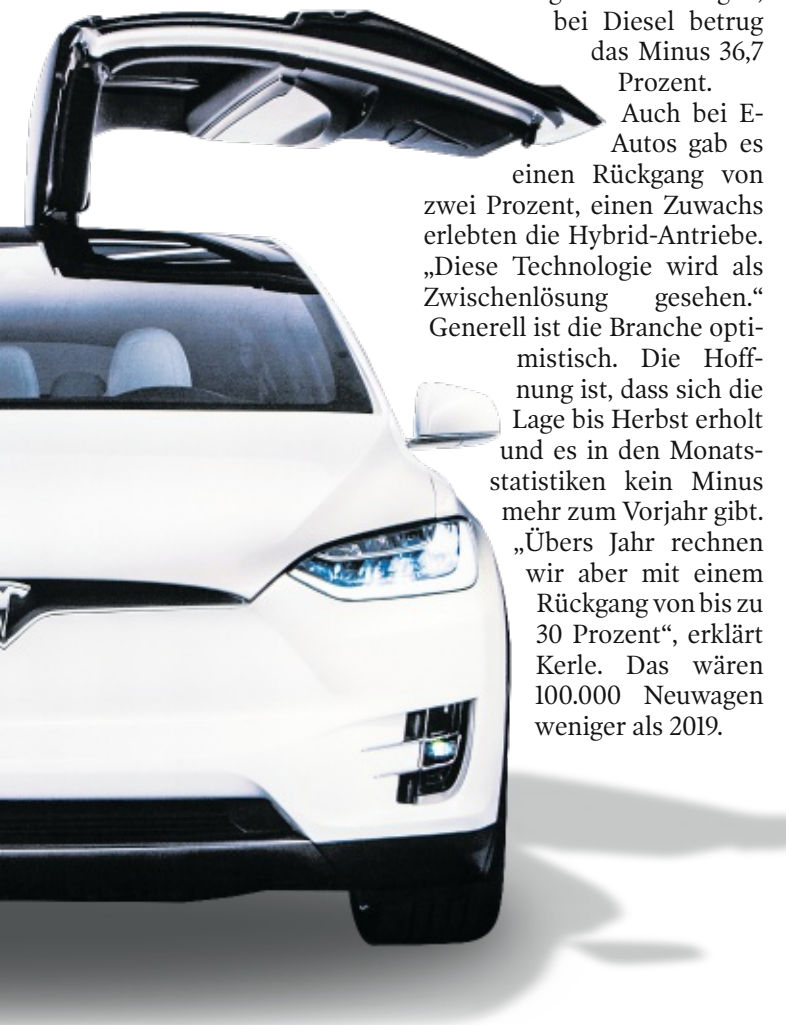 bei Diesel betrug
das Minus 36,7
Prozent.
Auch bei E-
Autos gab es
einen Rückgang von
zwei Prozent, einen Zuwachs
erlebten die Hybrid-Antriebe.
„Diese Technologie wird als
Zwischenlösung gesehen.“
Generell ist die Branche opti-
mistisch. Die Hoff-
nung ist, dass sich die
Lage bis Herbst erholt
und es in den Monats-
statistiken kein Minus
mehr zum Vorjahr gibt.
„Übers Jahr rechnen
wir aber mit einem
Rückgang von bis zu
30 Prozent“, erklärt
Kerle. Das wären
100.000 Neuwagen
weniger als 2019.